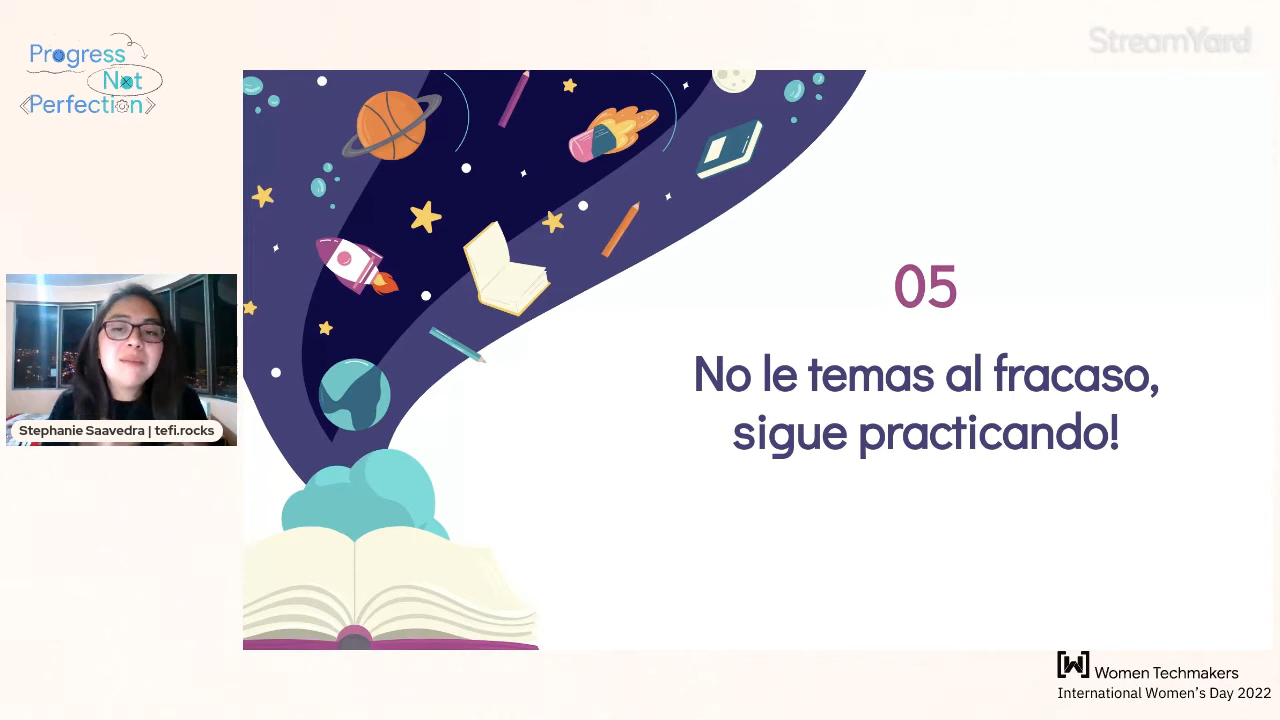 Progress
Not
Perfection
StreamYard
05
No le temas al fracaso,
sigue practicando!
Stephanie Saavedra | tefi.rocks
[W] Women Techmakers
International Women's Day 2022